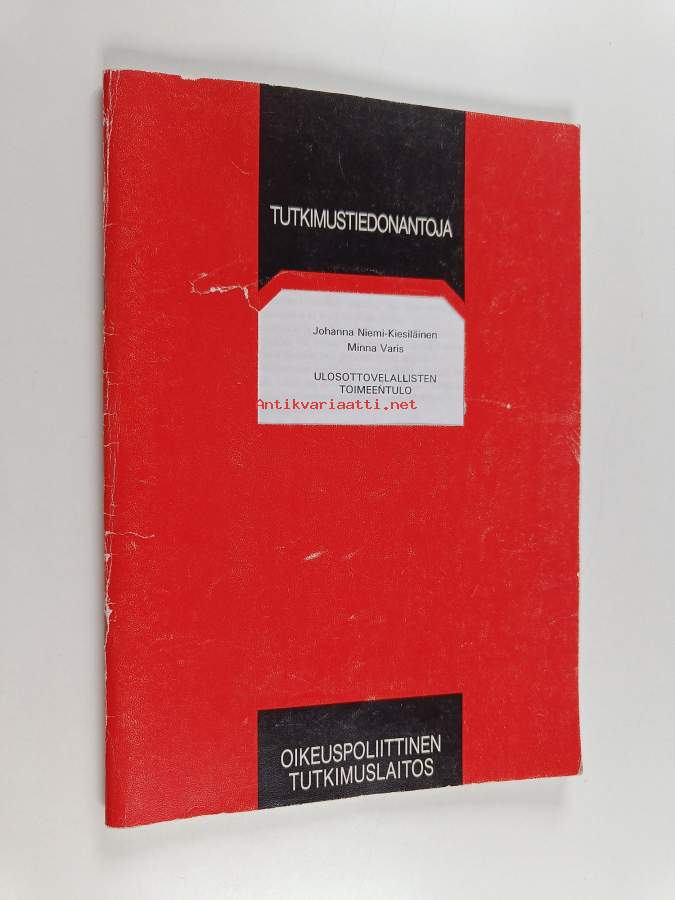 TUTKIMUSTIEDONANTOJA
Johanna Niemi-Kiesiläinen
Minna Varis
ULOSOTTOVELALLISTEN
TOIMEENTULO
Antikvariaatti.net
OIKEUSPOLIITTINEN
TUTKIMUSLAITOS